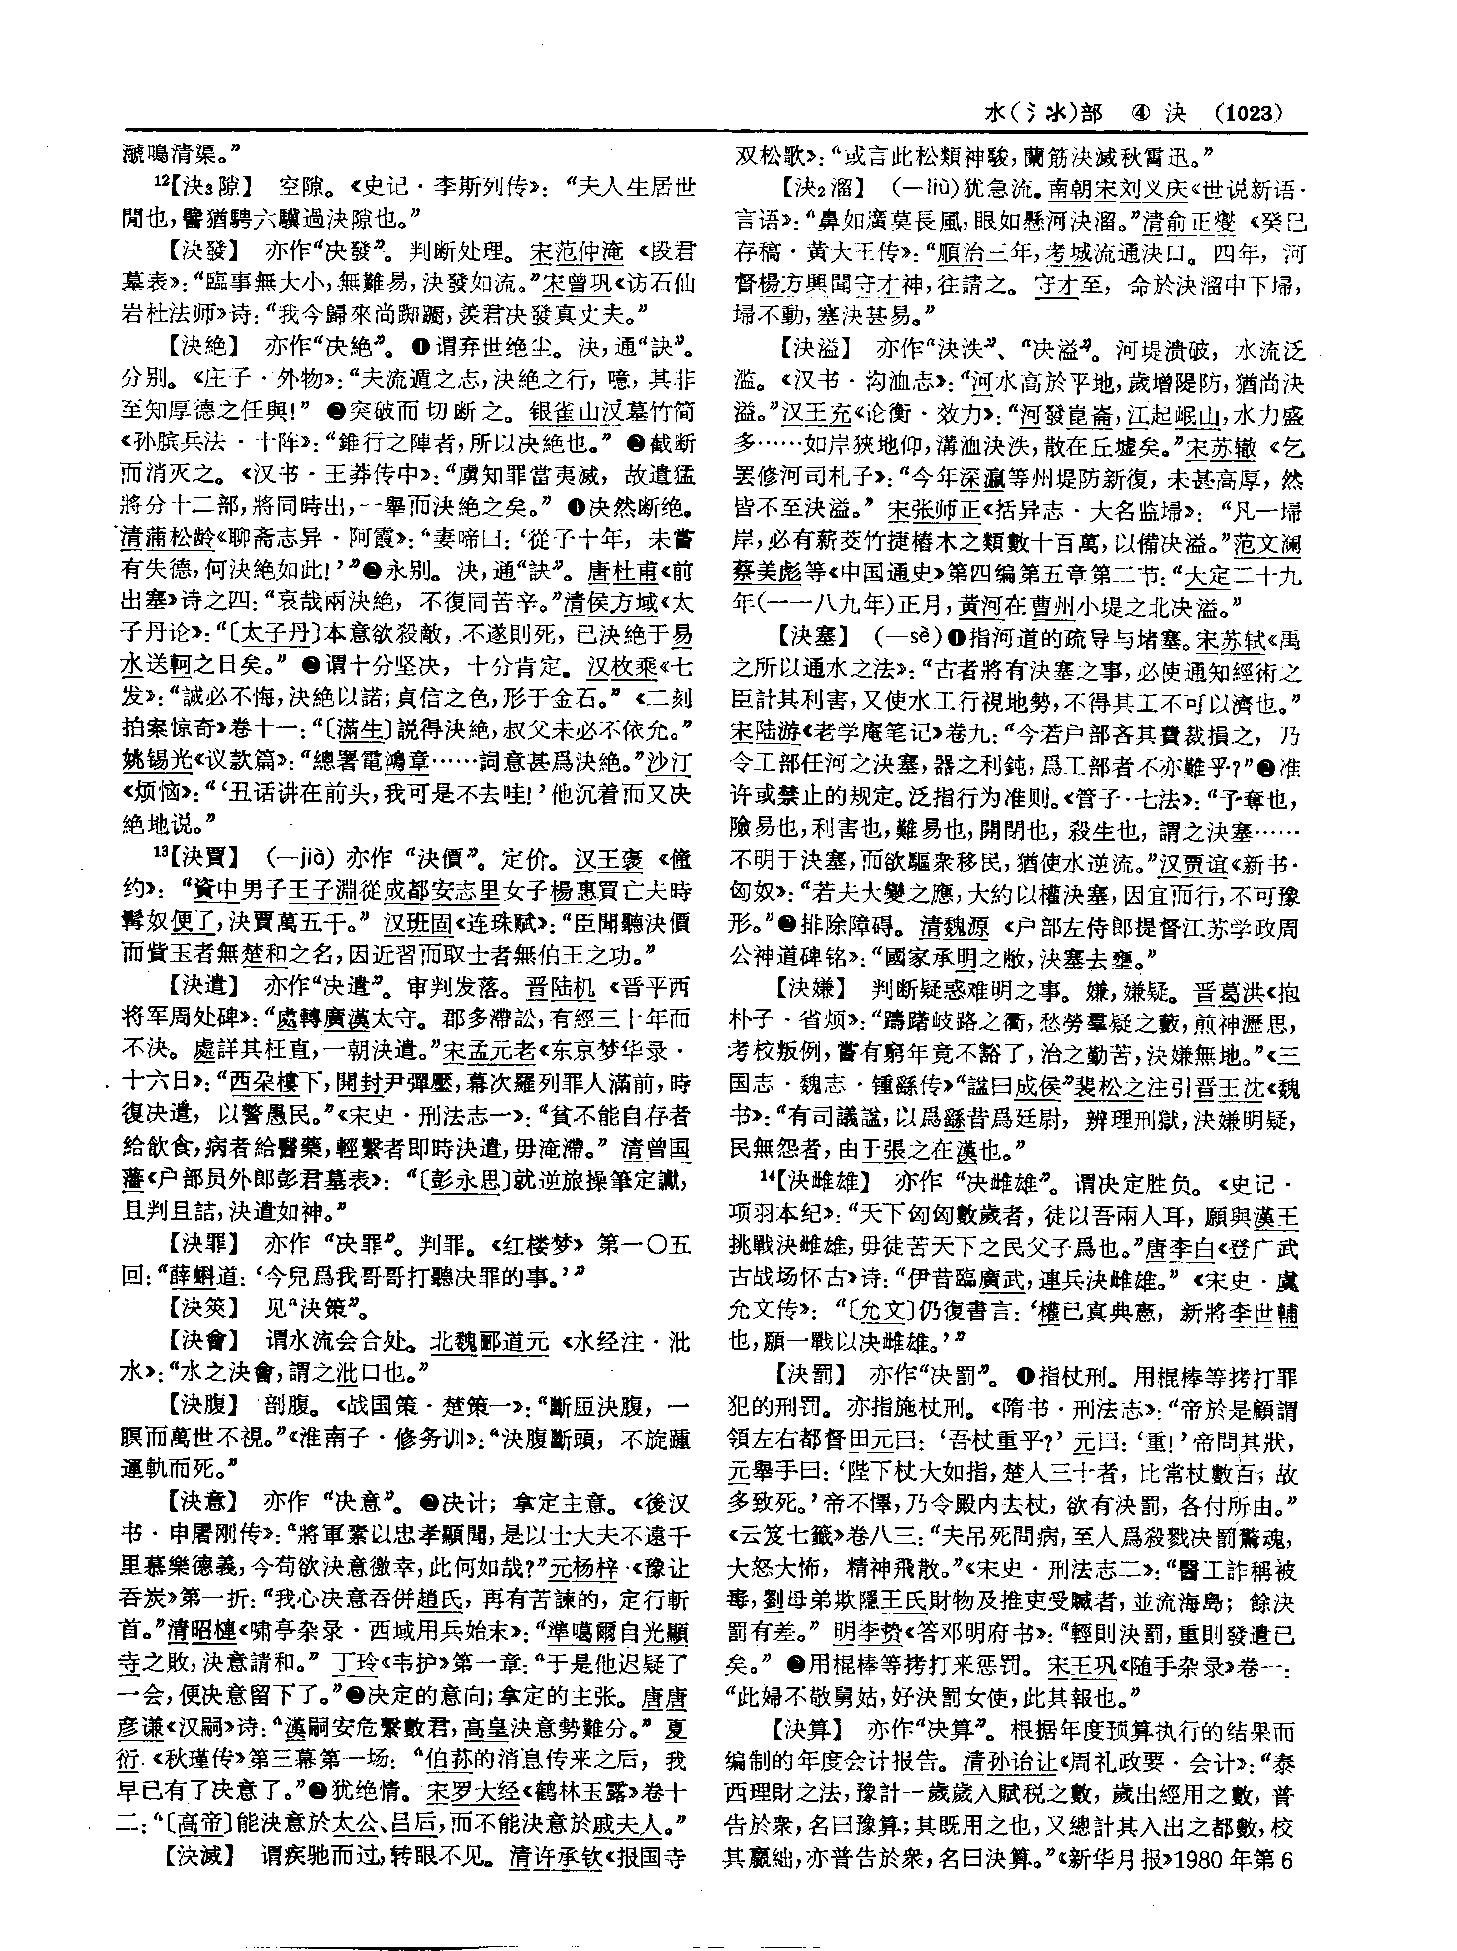 水(氵氺)部　④ 決　(1023)
鳴清渠。”
12【決3隙】　空隙。《史记·李斯列传》：“夫人生居世
閒也，譬猶騁六驥過決隙也。”
【決發】　亦作“决發”。判断处理。宋范仲淹《段君
墓表》：“臨事無大小，無難易，決發如流。”宋曾巩《访石仙
岩杜法师》诗：“我今歸來尚踟躕，羡君决發真丈夫。”
【決絶】　亦作“决絶”。❶谓弃世绝尘。決，通“訣”。
分别。《庄子·外物》：“夫流遁之志，決绝之行，噫，其非
至知厚德之任與！”❷突破而切断之。银雀山汉墓竹简
《孙膑兵法·十阵》：“錐行之陣者，所以決絶也。”❸截断
而消灭之。《汉书·王莽传中》：“虜知罪當夷滅，故遣猛
將分十二部，將同時出，一舉而決絶之矣。”❹决然断绝。
清蒲松龄《聊斋志异·阿霞》：“妻啼曰：‘從子十年，未嘗
有失德，何決絶如此！’”❺永别。決，通“訣”。唐杜甫《前
出塞》诗之四：“哀哉兩決絶，不復同苦辛。”清侯方域《太
子丹论》：“〔太子丹〕本意欲殺敵，不遂則死，已決絶于易
水送軻之日矣。”❻谓十分坚决，十分肯定。汉枚乘《七
发》：“誠必不悔，決絶以諾；貞信之色，形于金石。”《二刻
拍案惊奇》卷十一：“〔滿生〕説得決絶，叔父未必不依允。”
姚锡光《议款篇》：“總署電鴻章……詞意甚爲決絶。”沙汀
《烦恼》：“‘丑话讲在前头，我可是不去哇！’他沉着而又决
絶地说。”
13【決賈】　(—jià) 亦作“決價”。定价。汉王褒《僮
约》：“資中男子王子淵從成都安志里女子楊惠買亡夫時
髯奴便了，決賈萬五千。”汉班固《连珠赋》：“臣聞聽決價
而資玉者無楚和之名，因近習而取士者無伯王之功。”
【決遣】　亦作“决遣”。审判发落。晋陆机《晋平西
将军周处碑》：“處轉廣漢太守。郡多滯訟，有經三十年而
不决。處詳其枉直，一朝決遣。”宋孟元老《东京梦华录·
十六日》：“西朵樓下，開封尹彈壓，幕次羅列罪人滿前，時
復决遣，以警愚民。”《宋史·刑法志一》：“貧不能自存者
給飲食，病者給醫藥，輕繫者即時決遣，毋淹滯。”清曾国
藩《户部员外郎彭君墓表》：“〔彭永思〕就逆旅操筆定讞，
且判且詰，決遣如神。”
【決罪】　亦作“决罪”。判罪。《红楼梦》第一〇五
回：“薛蝌道：‘今兒爲我哥哥打聽决罪的事。’”
【決筴】　见“決策”。
【決會】　谓水流会合处。北魏郦道元《水经注·沘
水》：“水之決會，謂之沘口也。”
【決腹】　剖腹。《战国策·楚策一》：“斷脰決腹，一
瞑而萬世不視。”《淮南子·修务训》：“決腹斷頭，不旋踵
運軌而死。”
【決意】　亦作“决意”。❶决计；拿定主意。《後汉
书·申屠刚传》：“將軍素以忠孝顯聞，是以士大夫不遠千
里慕樂德義，今苟欲決意徼幸，此何如哉？”元杨梓《豫让
吞炭》第一折：“我心决意吞併趙氏，再有苦諫的，定行斬
首。”清昭槤《啸亭杂录·西域用兵始末》：“準噶爾自光顯
寺之敗，决意請和。”丁玲《韦护》第一章：“于是他迟疑了
一会，便决意留下了。”❷决定的意向；拿定的主张。唐唐
彦谦《汉嗣》诗：“漢嗣安危繫數君，高皇决意勢難分。”夏
衍《秋瑾传》第三幕第一场：“伯荪的消息传来之后，我
早已有了决意了。”❸犹绝情。宋罗大经《鹤林玉露》卷十
二：“〔高帝〕能決意於太公、吕后，而不能決意於戚夫人。”
【決滅】　谓疾驰而过，转眼不见。清许承钦《报国寺
双松歌》：“或言此松類神駿，蘭筋決滅秋霄迅。”
【決2溜】　(—liù)犹急流。南朝宋刘义庆《世说新语·
言语》：“鼻如廣莫長風，眼如懸河決溜。”清俞正燮《癸巳
存稿·黄大王传》：“順治三年，考城流通決口。四年，河
督楊方興聞守才神，往請之。守才至，命於決溜中下埽，
埽不動，塞決甚易。”
【決溢】　亦作“決泆”、“决溢”。河堤溃破，水流泛
滥。《汉书·沟洫志》：“河水高於平地，歲增隄防，猶尚決
溢。”汉王充《论衡·效力》：“河發崑崙，江起岷山，水力盛
多……如岸狹地仰，溝洫決泆，散在丘墟矣。”宋苏辙《乞
罢修河司札子》：“今年深瀛等州堤防新復，未甚高厚，然
皆不至決溢。”宋张师正《括异志·大名监埽》：“凡一埽
岸，必有薪茭竹揵樁木之類數十百萬，以備决溢。”范文澜
蔡美彪等《中国通史》第四编第五章第二节：“大定二十九
年(一一八九年)正月，黄河在曹州小堤之北决溢。”
【決塞】　(—sè)❶指河道的疏导与堵塞。宋苏轼《禹
之所以通水之法》：“古者將有決塞之事，必使通知經術之
臣計其利害，又使水工行視地勢，不得其工不可以濟也。”
宋陆游《老学庵笔记》卷九：“今若户部吝其費裁損之，乃
令工部任河之决塞，器之利鈍，爲工部者不亦難乎？”❷准
许或禁止的规定。泛指行为准则。《管子·七法》：“予奪也，
險易也，利害也，難易也，開閉也，殺生也，謂之決塞……
不明于決塞，而欲驅衆移民，猶使水逆流。”汉贾谊《新书·
匈奴》：“若夫大變之應，大約以權決塞，因宜而行，不可豫
形。”❸排除障碍。清魏源《户部左侍郎提督江苏学政周
公神道碑铭》：“國家承明之敝，决塞去壅。”
【決嫌】　判断疑惑难明之事。嫌，嫌疑。晋葛洪《抱
朴子·省烦》：“躊躇歧路之衢，愁勞羣疑之藪，煎神瀝思，
考校叛例，嘗有窮年竟不豁了，治之勤苦，決嫌無地。”《三
国志·魏志·锺繇传》“謚曰成侯”裴松之注引晋王沈《魏
书》：“有司議謚，以爲繇昔爲廷尉，辨理刑獄，決嫌明疑，
民無怨者，由于張之在漢也。”
14【決雌雄】　亦作“决雌雄”。谓决定胜负。《史记·
项羽本纪》：“天下匈匈數歲者，徒以吾兩人耳，願與漢王
挑戰決雌雄，毋徒苦天下之民父子爲也。”唐李白《登广武
古战场怀古》诗：“伊昔臨廣武，連兵決雌雄。”《宋史·虞
允文传》：“〔允文〕仍復書言：‘權已寘典憲，新將李世輔
也，願一戰以决雌雄。’”
【決罰】　亦作“决罰”。❶指杖刑。用棍棒等拷打罪
犯的刑罚。亦指施杖刑。《隋书·刑法志》：“帝於是顧謂
領左右都督田元曰：‘吾杖重乎？’元曰：‘重！’帝問其狀，
元舉手曰：‘陛下杖大如指，楚人三十者，比常杖數百，故
多致死。’帝不懌，乃令殿内去杖，欲有決罰，各付所由。”
《云笈七籤》卷八三：“夫吊死問病，至人爲殺戮决罰驚魂，
大怒大怖，精神飛散。”《宋史·刑法志二》：“醫工詐稱被
毒，劉母弟欺隱王氏財物及推吏受贓者，並流海島；餘決
罰有差。”明李贽《答邓明府书》：“輕則決罰，重則發遣已
矣。”❷用棍棒等拷打来惩罚。宋王巩《随手杂录》卷一：
“此婦不敬舅姑，好決罰女使，此其報也。”
【決算】　亦作“决算”。根据年度预算执行的结果而
编制的年度会计报告。清孙诒让《周礼政要·会计》：“泰
西理財之法，豫計一歲歲入賦税之數，歲出經用之數，普
告於衆，名曰豫算；其既用之也，又總計其入出之都數，校
其嬴絀，亦普告於衆，名曰決算。”《新华月报》1980年第6